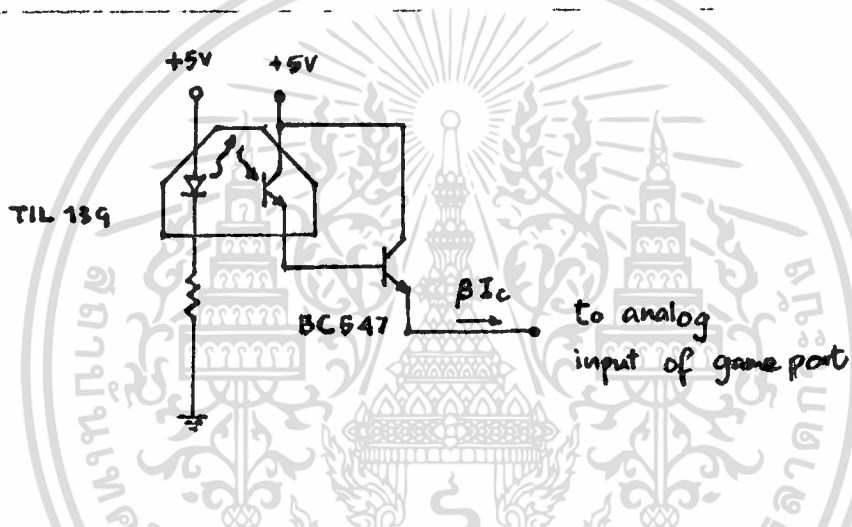 +5V +5V
TIL 139
BC547
βIc
to analog
input of game port